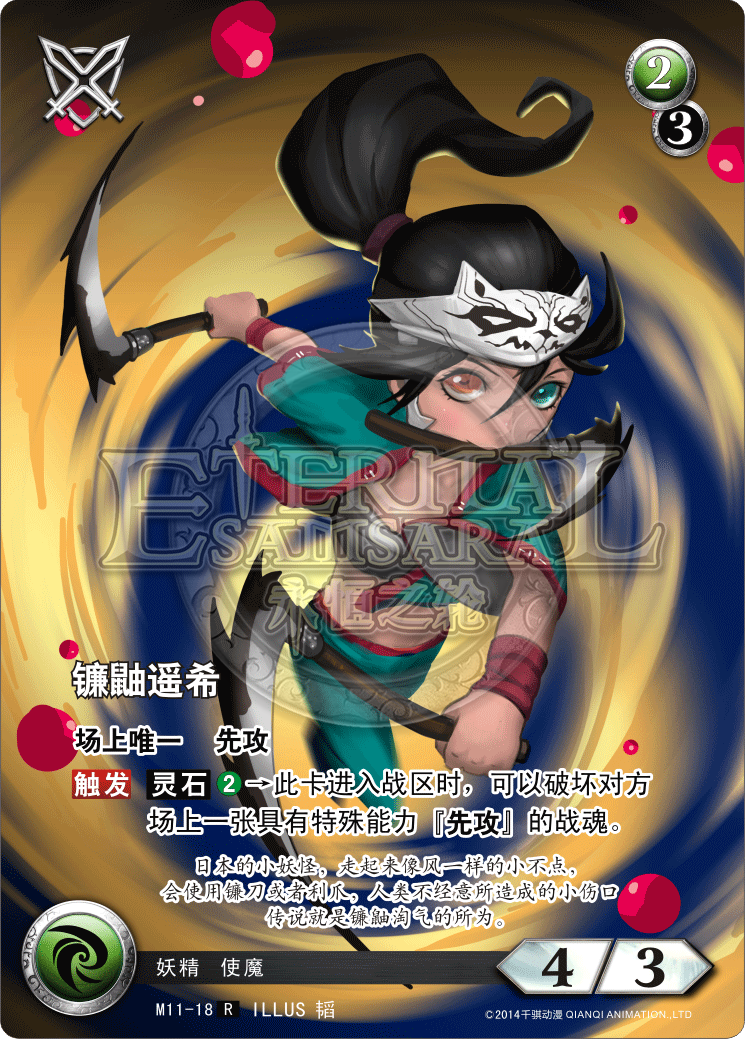 2
3
ETERNAL
SAMSARA
永恒之轮
镰鼬遥希
场上唯一 先攻
触发 灵石 2→此卡进入战区时，可以破坏对方
场上一张具有特殊能力『先攻』的战魂。
日本的小妖怪，走起来像风一样的小不点，
会使用镰刀或者利爪，人类不经意所造成的小伤口
传说就是镰鼬淘气的所为。
妖精 使魔
4 3
M11-18 R ILLUS 韬
©2014千骐动漫 QIANQI ANIMATION.,LTD